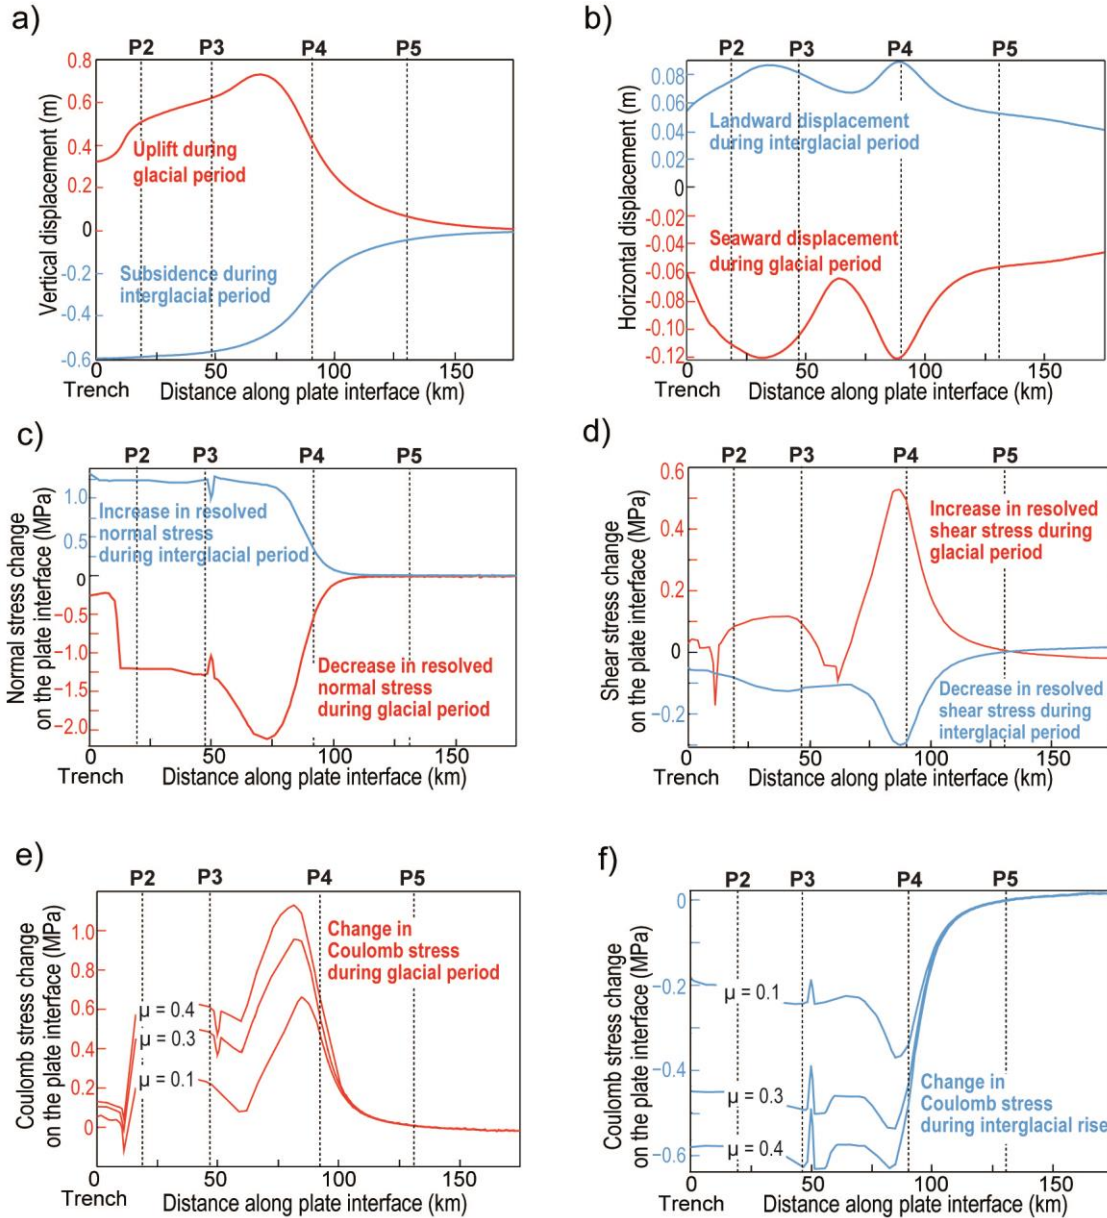 a)
P2 P3 P4 P5
0.8
0.6
0.4
0.2
0
-0.2
-0.4
-0.6
Vertical displacement (m)
Uplift during
glacial period
Subsidence during
interglacial period
0 50 100 150
Trench Distance along plate interface (km)
b)
P2 P3 P4 P5
0.08
0.06
0.04
0.02
0
-0.02
-0.04
-0.06
-0.08
-0.10
-0.12
Horizontal displacement (m)
Landward displacement
during interglacial period
Seaward displacement
during glacial period
0 50 100 150
Trench Distance along plate interface (km)
c)
P2 P3 P4 P5
1.0
0.5
0
−0.5
−1.0
−1.5
−2.0
Normal stress change
on the plate interface (MPa)
Increase in resolved
normal stress
during interglacial period
Decrease in resolved
normal stress
during glacial period
0 50 100 150
Trench Distance along plate interface (km)
d)
P2 P3 P4 P5
0.6
0.4
0.2
0
−0.2
Shear stress change
on the plate interface (MPa)
Increase in resolved
shear stress during
glacial period
Decrease in resolved
shear stress during
interglacial period
0 50 100 150
Trench Distance along plate interface (km)
e)
P2 P3 P4 P5
1.0
0.8
0.6
0.4
0.2
0
Coulomb stress change
on the plate interface (MPa)
Change in
Coulomb stress
during glacial period
μ = 0.4
μ = 0.3
μ = 0.1
0 50 100 150
Trench Distance along plate interface (km)
f)
P2 P3 P4 P5
0
−0.2
−0.4
−0.6
Coulomb stress change
on the plate interface (MPa)
μ = 0.1
μ = 0.3
μ = 0.4
Change in
Coulomb stress
during interglacial rise
0 50 100 150
Trench Distance along plate interface (km)